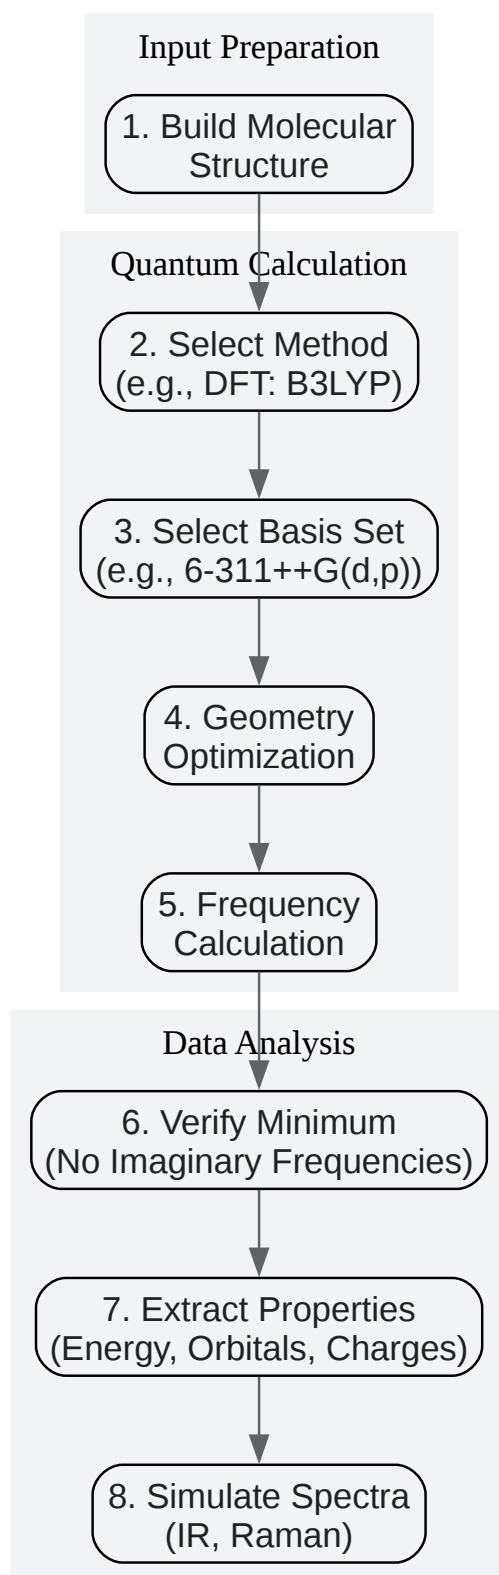 Input Preparation
1. Build Molecular
Structure
Quantum Calculation
2. Select Method
(e.g., DFT: B3LYP)
3. Select Basis Set
(e.g., 6-311++G(d,p))
4. Geometry
Optimization
5. Frequency
Calculation
Data Analysis
6. Verify Minimum
(No Imaginary Frequencies)
7. Extract Properties
(Energy, Orbitals, Charges)
8. Simulate Spectra
(IR, Raman)